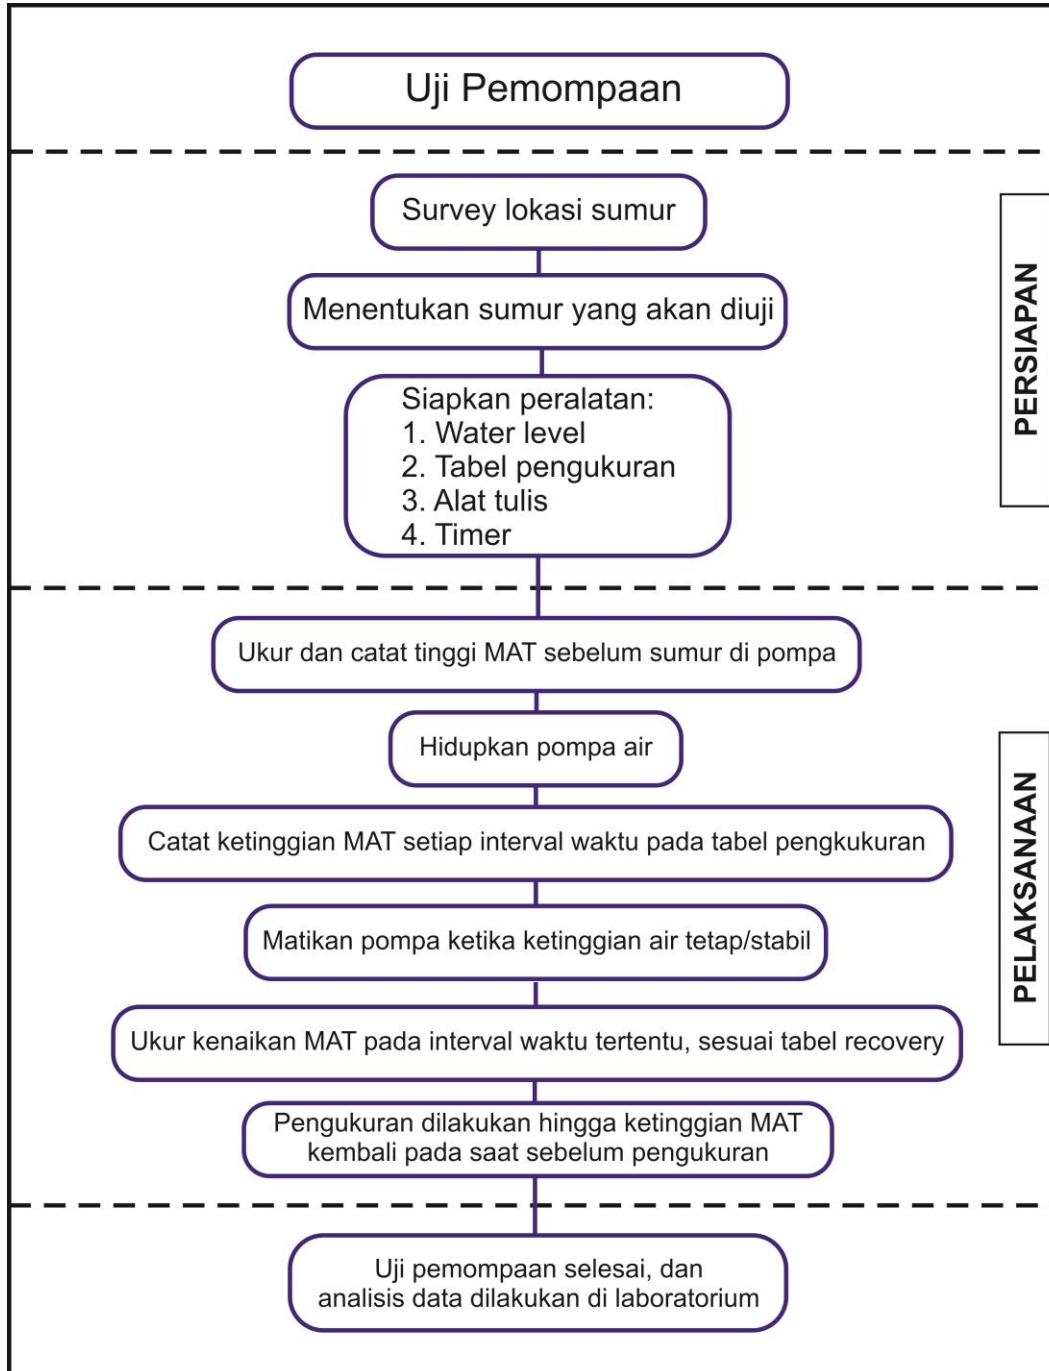 Uji Pemompaan
Survey lokasi sumur
Menentukan sumur yang akan diuji
Siapkan peralatan:
1. Water level
2. Tabel pengukuran
3. Alat tulis
4. Timer
PERSIAPAN
Ukur dan catat tinggi MAT sebelum sumur di pompa
Hidupkan pompa air
Catat ketinggian MAT setiap interval waktu pada tabel pengkukuran
Matikan pompa ketika ketinggian air tetap/stabil
Ukur kenaikan MAT pada interval waktu tertentu, sesuai tabel recovery
Pengukuran dilakukan hingga ketinggian MAT
kembali pada saat sebelum pengukuran
PELAKSANAAN
Uji pemompaan selesai, dan
analisis data dilakukan di laboratorium